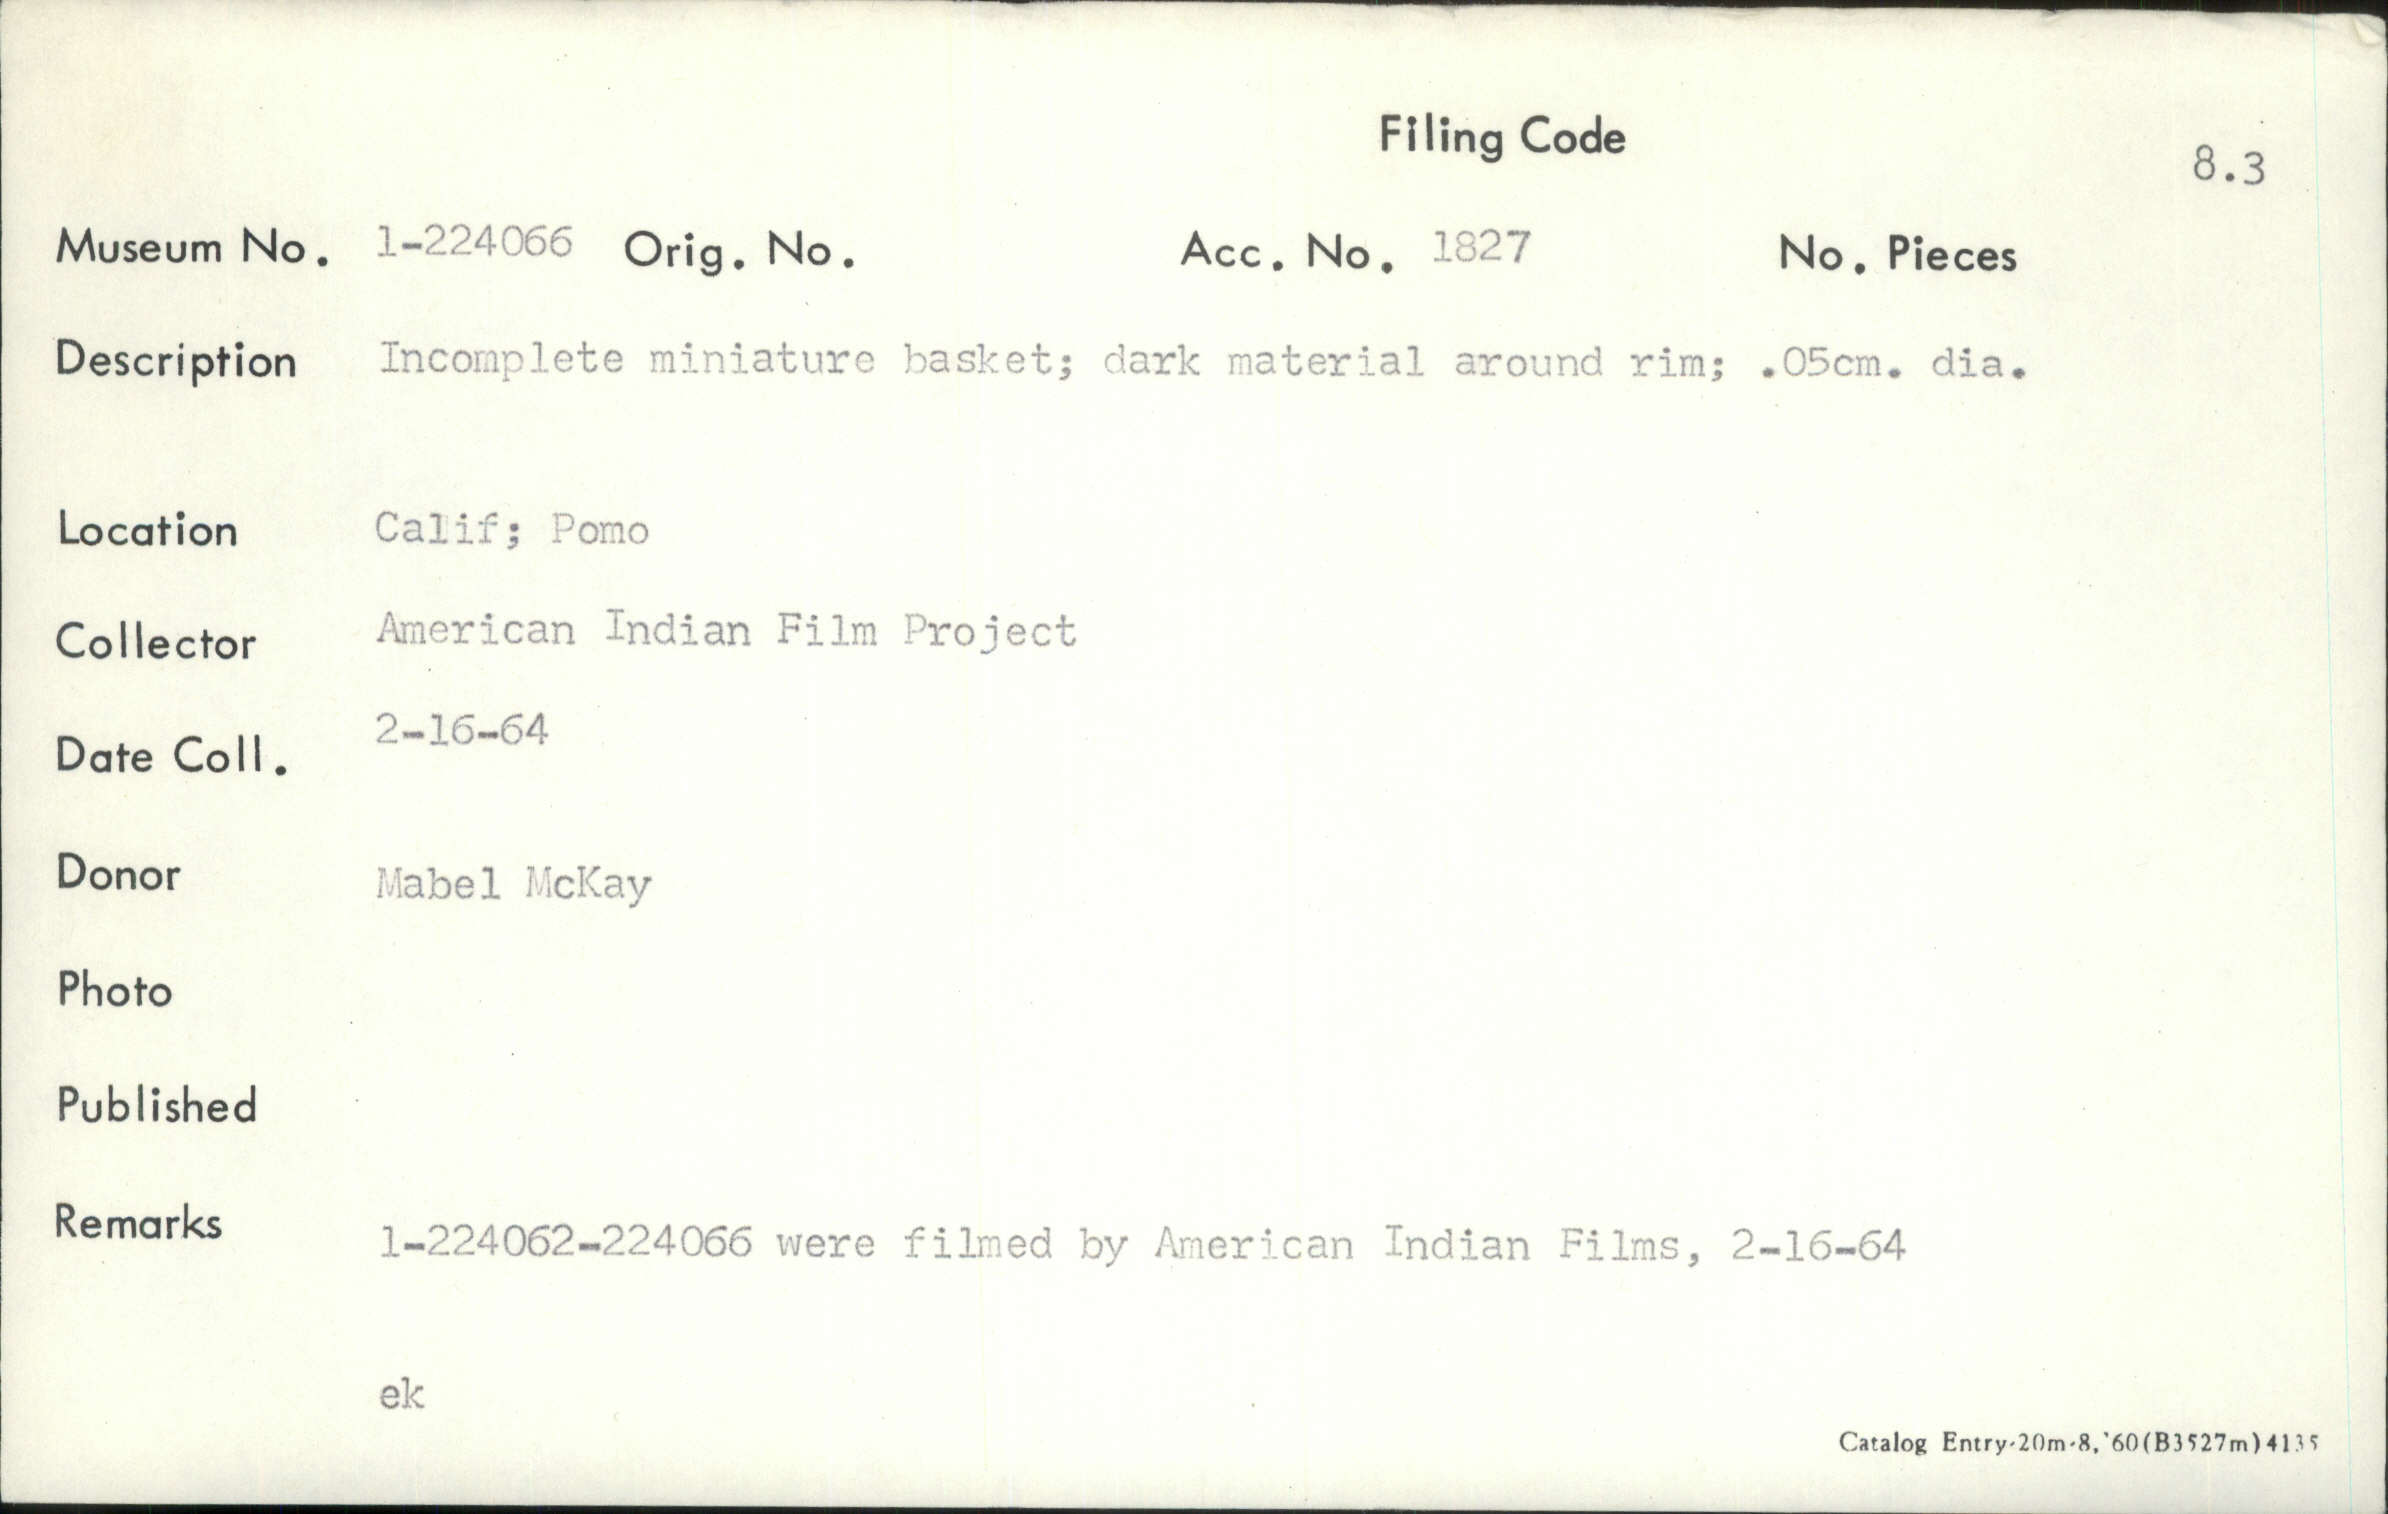 Filing Code 8.3
Museum No. 1-224066 Orig. No. Acc. No. 1827 No. Pieces
Description Incomplete miniature basket; dark material around rim; .05cm. dia.
Location Calif; Pomo
Collector American Indian Film Project
Date Coll. 2-16-64
Donor Mabel McKay
Photo
Published
Remarks 1-224062-224066 were filmed by American Indian Films, 2-16-64
ek
Catalog Entry-20m-8,'60(B3527m)4135